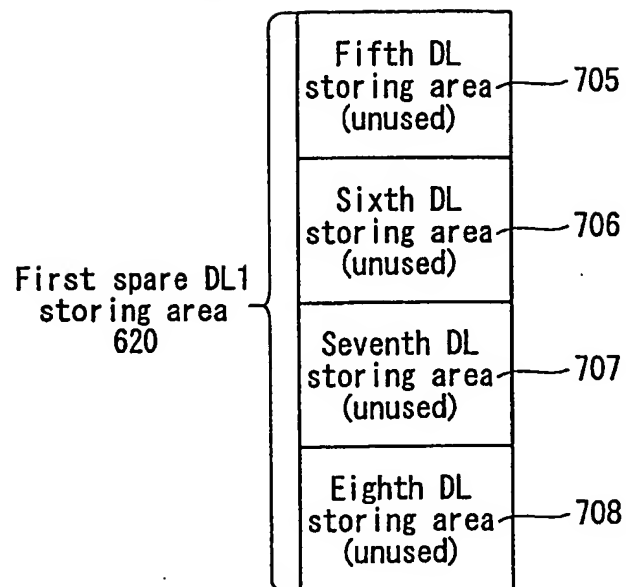 Fifth DL
storing area
(unused)
705
Sixth DL
storing area
(unused)
706
First spare DL1
storing area
620
Seventh DL
storing area
(unused)
707
Eighth DL
storing area
(unused)
708